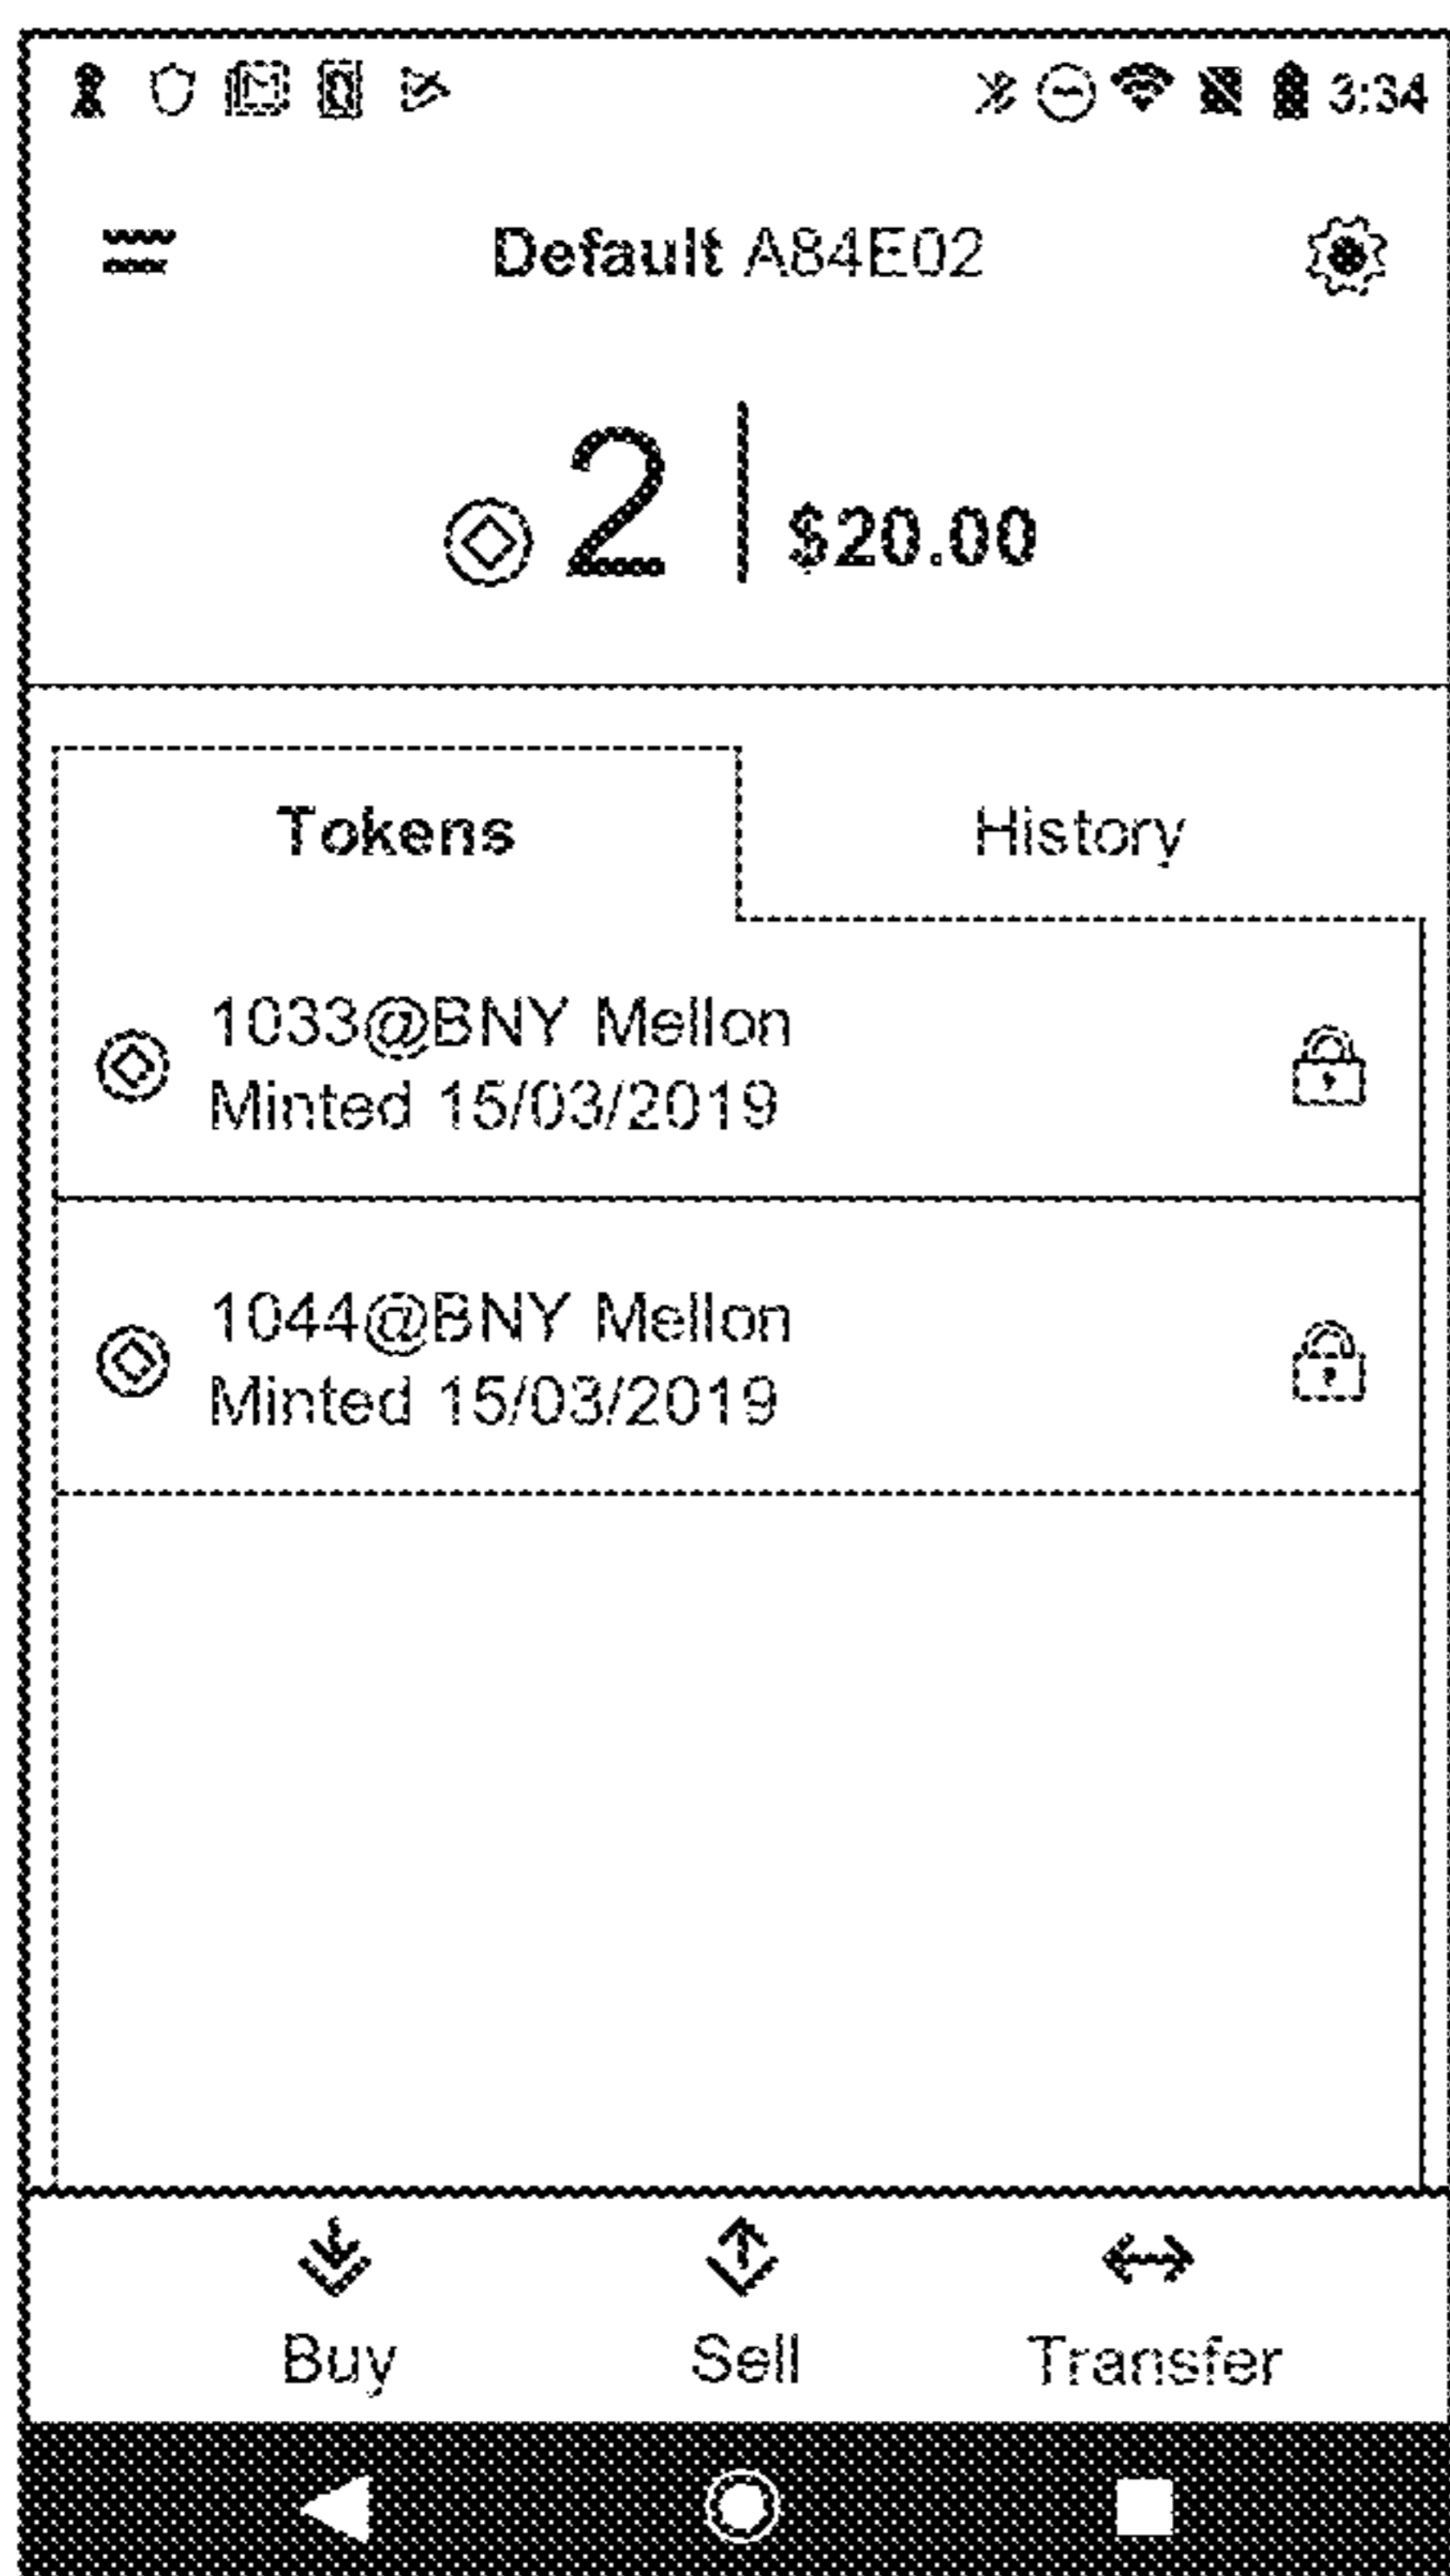 3:34
Default A84E02
2 $20.00
Tokens History
1033@BNY Mellon
Minted 15/03/2019
1044@BNY Mellon
Minted 15/03/2019
Buy Sell Transfer